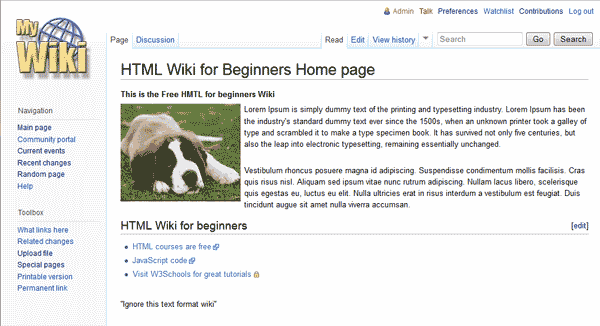 My
Wiki
Admin Talk Preferences Watchlist Contributions Log out
Page Discussion Read Edit View history Search Go Search
HTML Wiki for Beginners Home page
This is the Free HMTL for beginners Wiki
Lorem Ipsum is simply dummy text of the printing and typesetting industry. Lorem Ipsum has been
the industry's standard dummy text ever since the 1500s, when an unknown printer took a galley of
type and scrambled it to make a type specimen book. It has survived not only five centuries, but
also the leap into electronic typesetting, remaining essentially unchanged.
Vestibulum rhoncus posuere magna id adipiscing. Suspendisse condimentum mollis facilisis. Cras
quis risus nisl. Aliquam sed ipsum vitae nunc rutrum adipiscing. Nullam lacus libero, scelerisque
quis egestas eu, luctus eu elit. Nulla ultricies erat in risus interdum a vestibulum est feugiat. Duis
tincidunt augue sit amet nulla viverra accumsan.
HTML Wiki for beginners [edit]
HTML courses are free
JavaScript code
Visit W3Schools for great tutorials
"Ignore this text format wiki"
Navigation
Main page
Community portal
Current events
Recent changes
Random page
Help
Toolbox
What links here
Related changes
Upload file
Special pages
Printable version
Permanent link